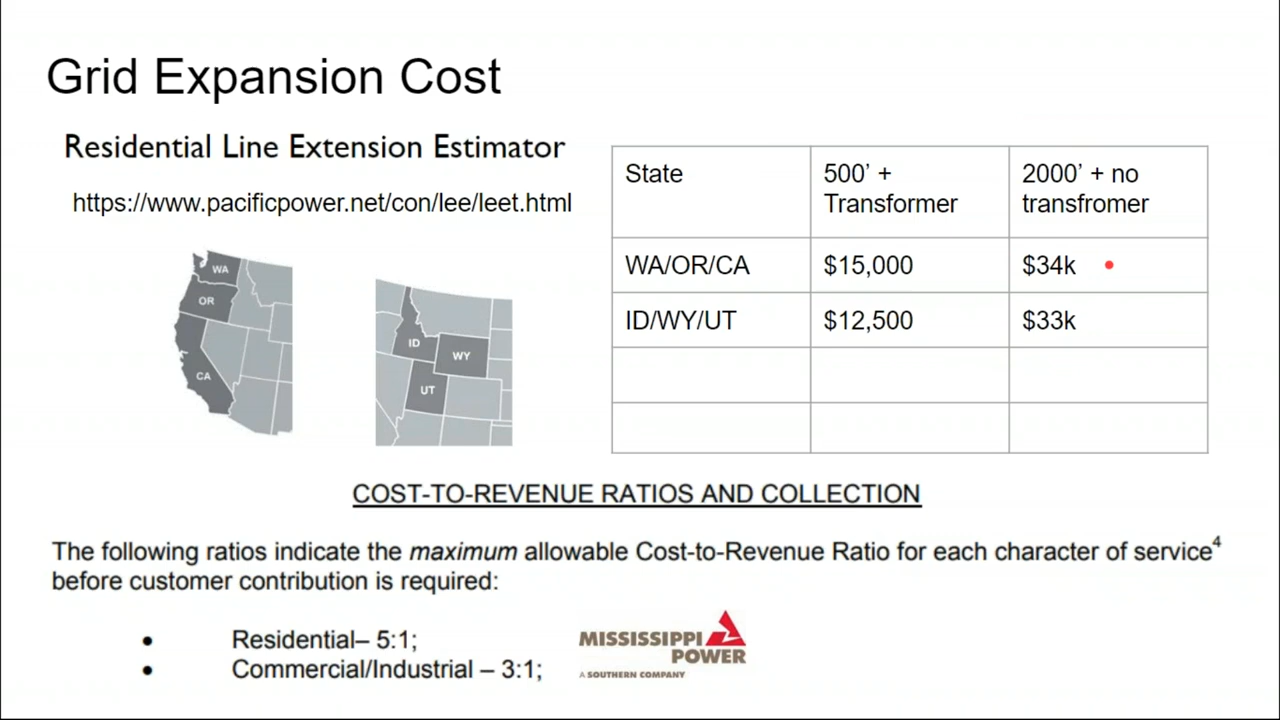 Grid Expansion Cost
Residential Line Extension Estimator
https://www.pacificpower.net/con/lee/leet.html
WA
OR
CA
ID
WY
UT
State
500’ +
Transformer
2000’ + no
transfromer
WA/OR/CA
$15,000
$34k
ID/WY/UT
$12,500
$33k
COST-TO-REVENUE RATIOS AND COLLECTION
The following ratios indicate the maximum allowable Cost-to-Revenue Ratio for each character of service4
before customer contribution is required:
• Residential– 5:1;
• Commercial/Industrial – 3:1;
MISSISSIPPI
POWER
A SOUTHERN COMPANY